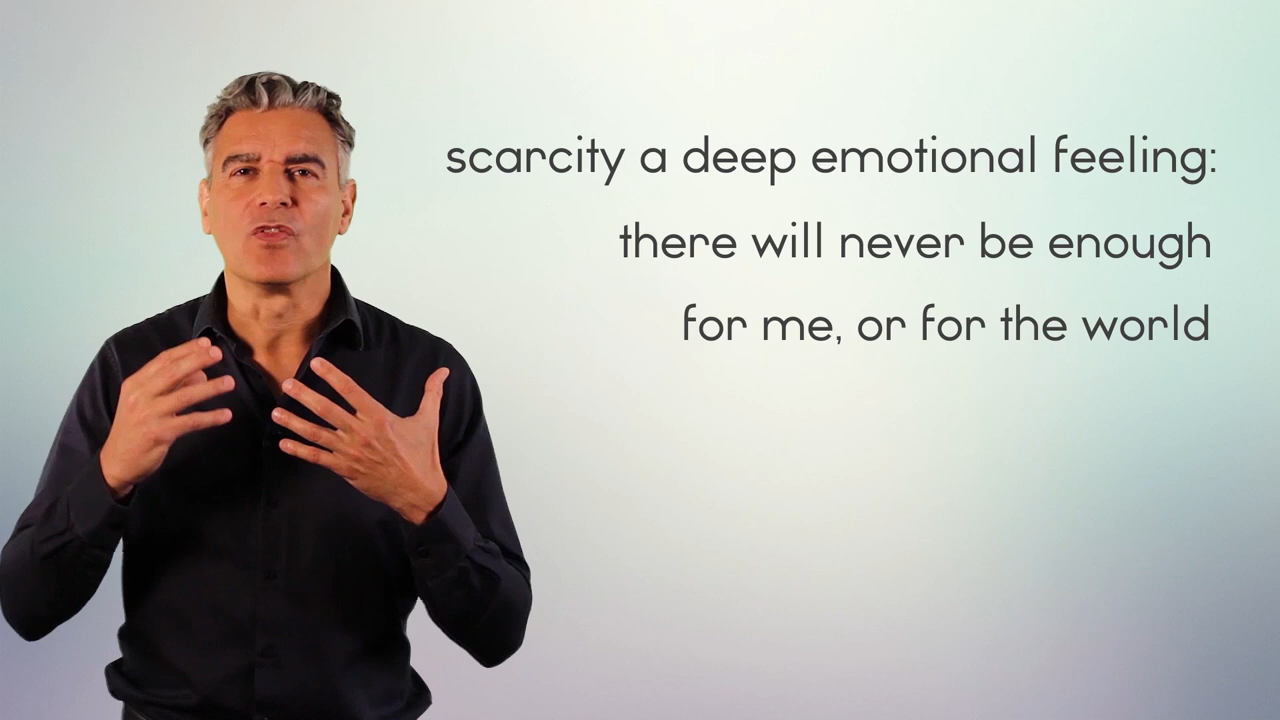 scarcity a deep emotional feeling:
there will never be enough
for me, or for the world